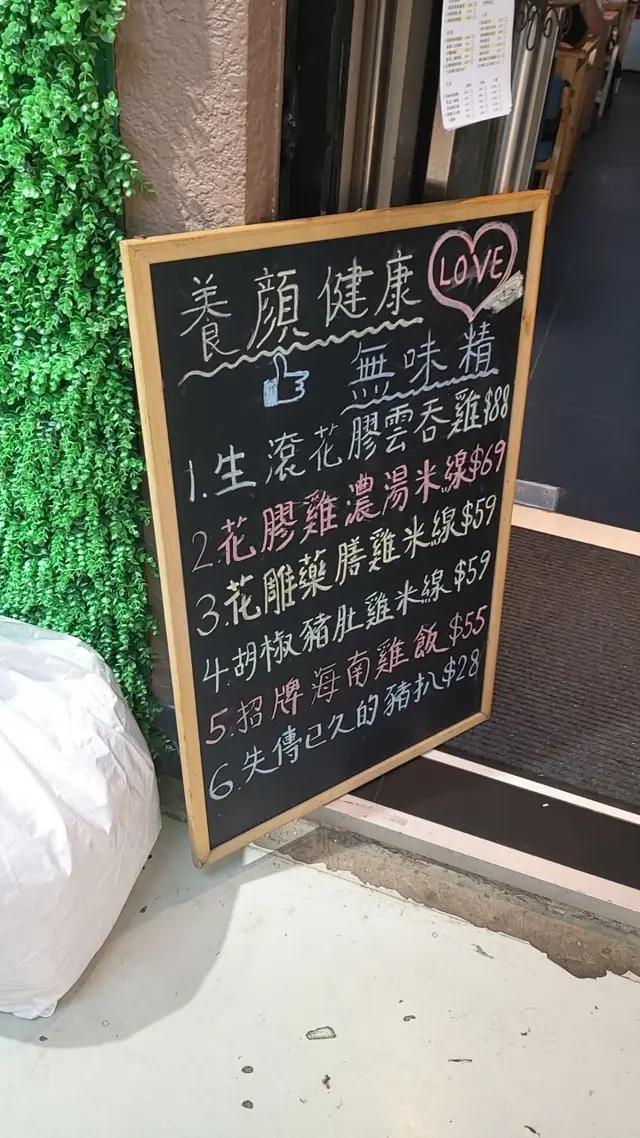 養顏健康 LOVE
無味精
1.生滾花膠雲吞雞$88
2.花膠雞濃湯米線$69
3.花雕藥膳雞米線$59
4.胡椒豬肚雞米線$59
5.招牌海南雞飯$55
6.失傳已久的豬扒$28